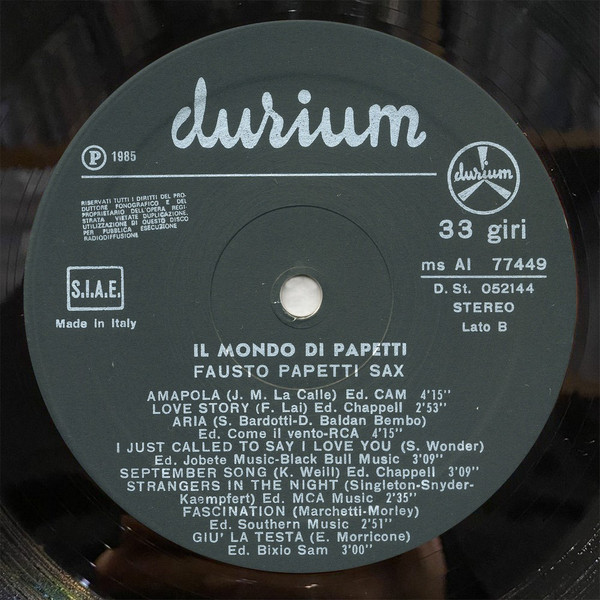 durium
Ⓟ 1985
durium
RISERVATI TUTTI I DIRITTI DEL PRO-
DUTTORE FONOGRAFICO E DEL
PROPRIETARIO DELL'OPERA REGI-
STRATA VIETATE DUPLICAZIONE,
UTILIZZAZIONE DI QUESTO DISCO
PER PUBBLICA ESECUZIONE
RADIODIFFUSIONE.
33 giri
ms AI 77449
D. St. 052144
STEREO
Lato B
S.I.A.E.
Made in Italy
IL MONDO DI PAPETTI
FAUSTO PAPETTI SAX
AMAPOLA (J. M. La Calle) Ed. CAM 4'15''
LOVE STORY (F. Lai) Ed. Chappell 2'53''
ARIA (S. Bardotti-D. Baldan Bembo)
Ed. Come il vento-RCA 4'15''
I JUST CALLED TO SAY I LOVE YOU (S. Wonder)
Ed. Jobete Music-Black Bull Music 3'09''
SEPTEMBER SONG (K. Weill) Ed. Chappell 3'09''
STRANGERS IN THE NIGHT (Singleton-Snyder-
Kaempfert) Ed. MCA Music 2'35''
FASCINATION (Marchetti-Morley)
Ed. Southern Music 2'51''
GIU' LA TESTA (E. Morricone)
Ed. Bixio Sam 3'00''